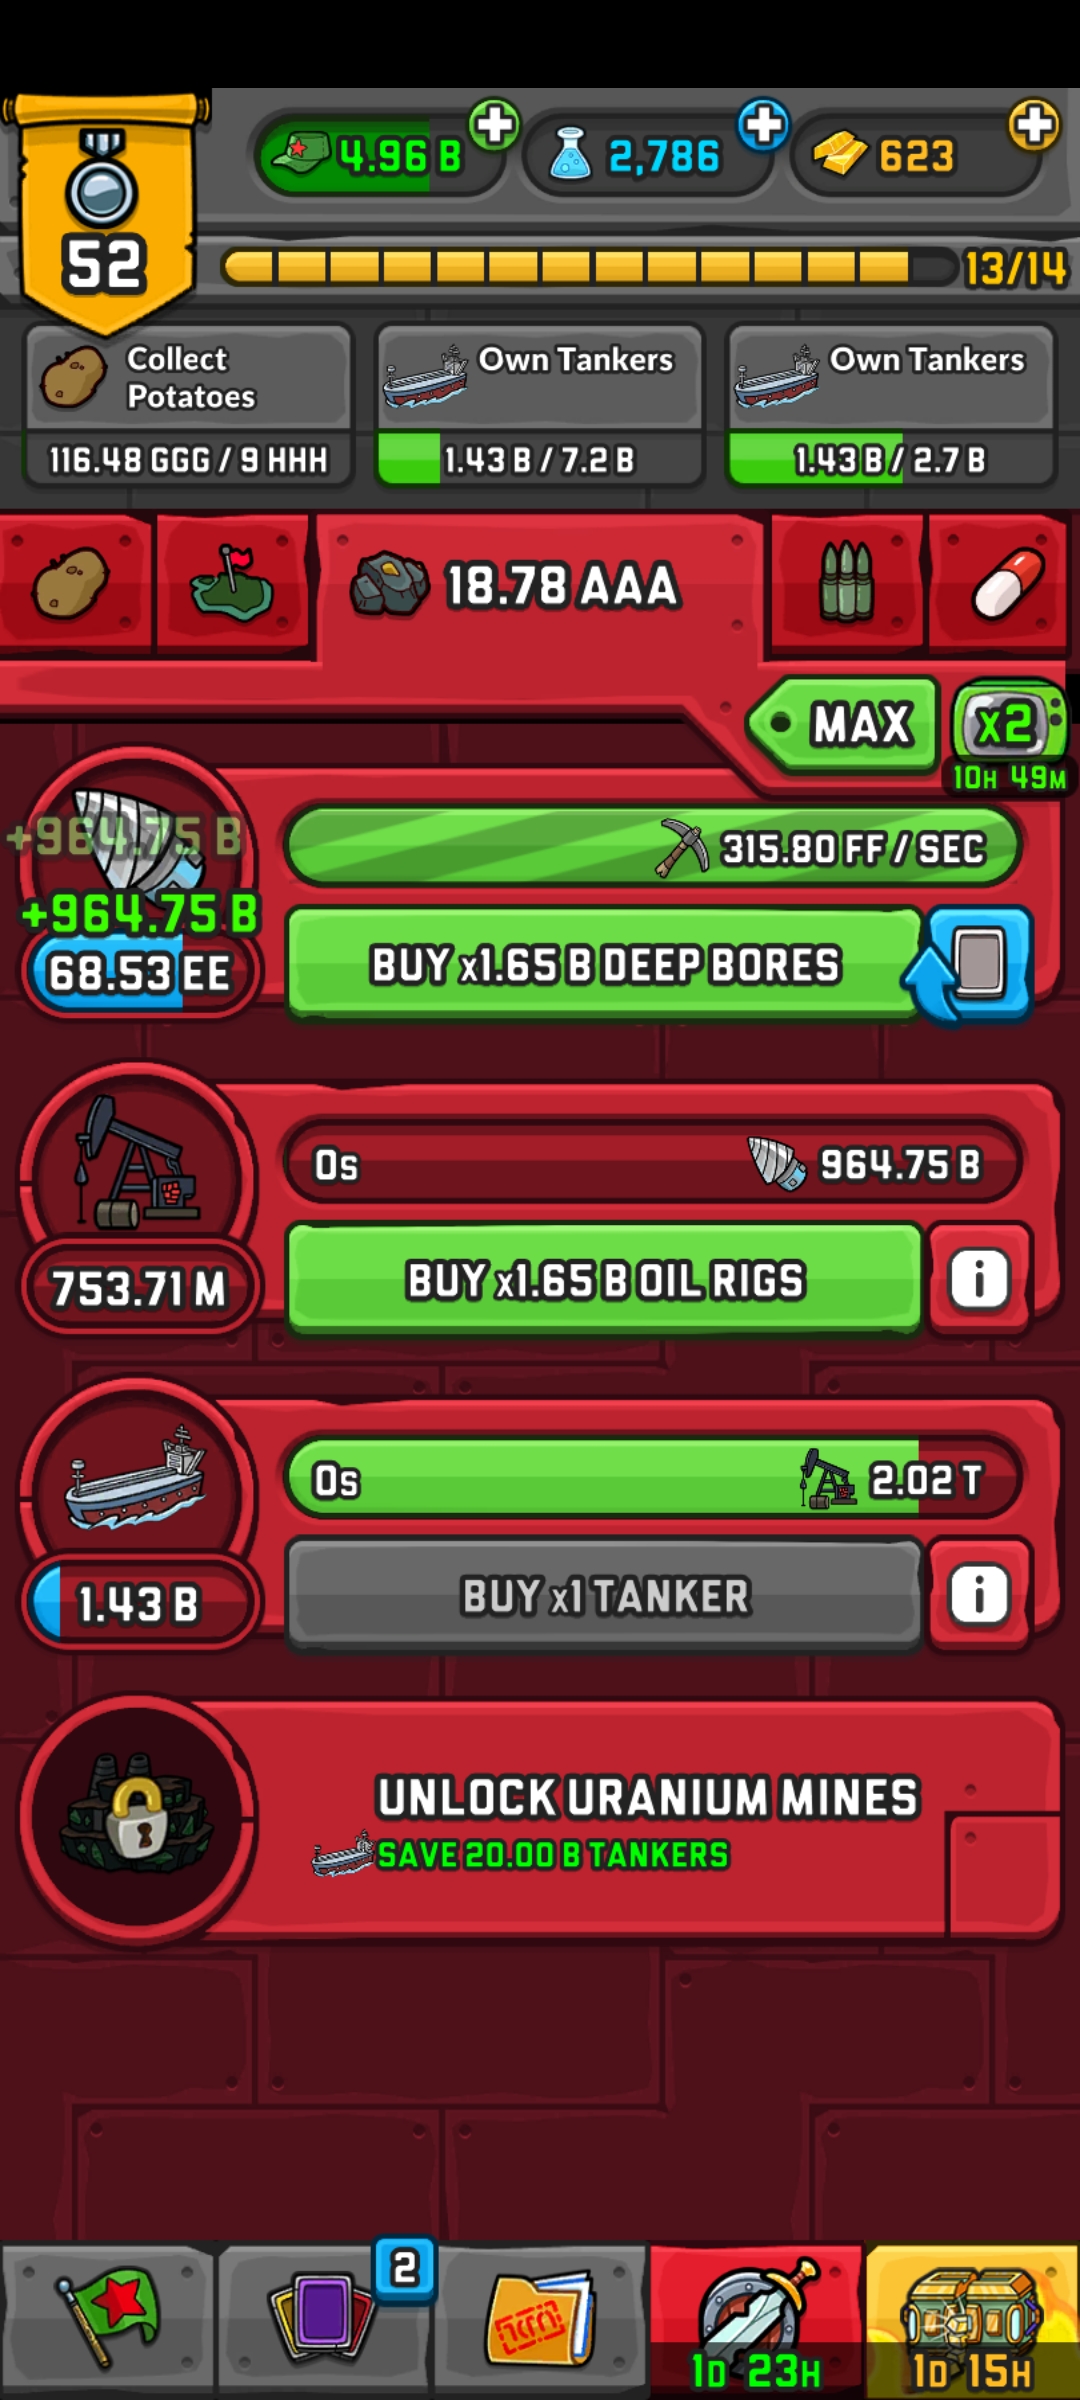 4.96 B
2,786
623
52
13/14
Collect
Potatoes
116.48 GGG / 9 HHH
Own Tankers
1.43 B / 7.2 B
Own Tankers
1.43 B / 2.7 B
18.78 AAA
MAX
x2
10H 49M
+964.75 B
+964.75 B
68.53 EE
315.80 FF / SEC
BUY x1.65 B DEEP BORES
0s
964.75 B
753.71 M
BUY x1.65 B OIL RIGS
i
0s
2.02 T
1.43 B
BUY x1 TANKER
i
UNLOCK URANIUM MINES
SAVE 20.00 B TANKERS
2
1D 23H
1D 15H